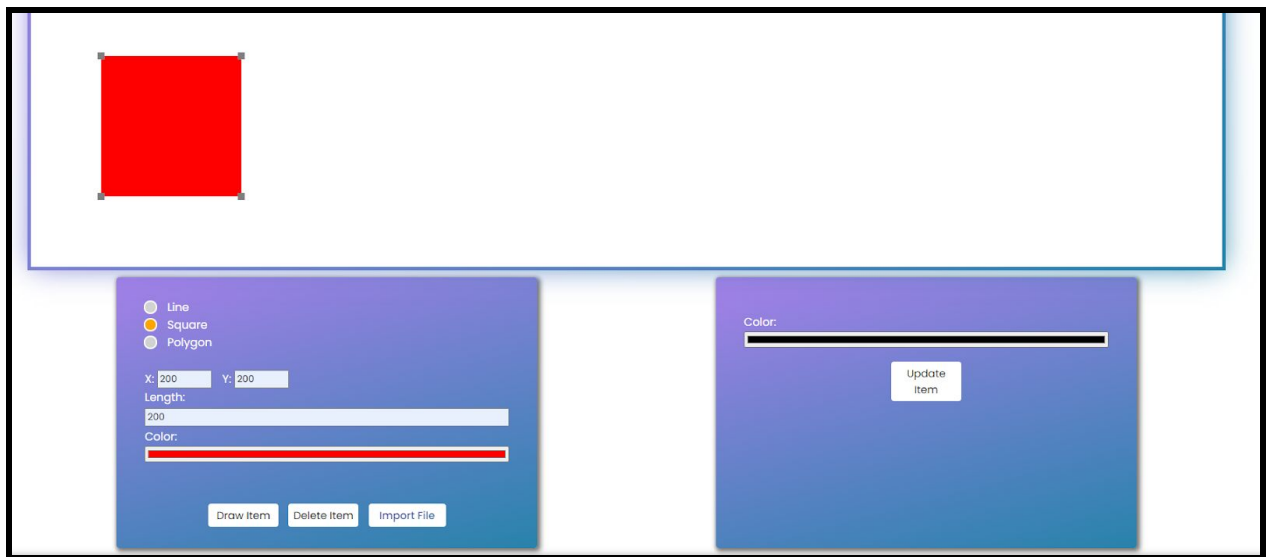 Line
Square
Polygon
X: 200 Y: 200
Length:
200
Color:
Draw Item Delete Item Import File
Color:
Update
Item